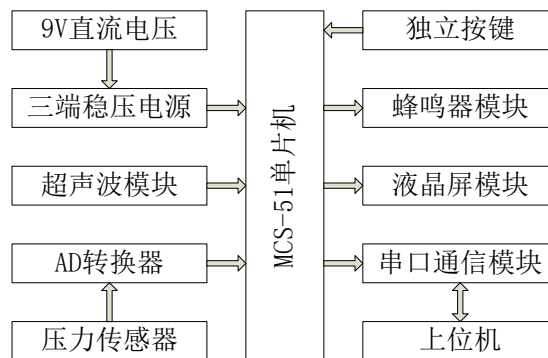 9V直流电压
三端稳压电源
超声波模块
AD转换器
压力传感器
MCS-51单片机
独立按键
蜂鸣器模块
液晶屏模块
串口通信模块
上位机